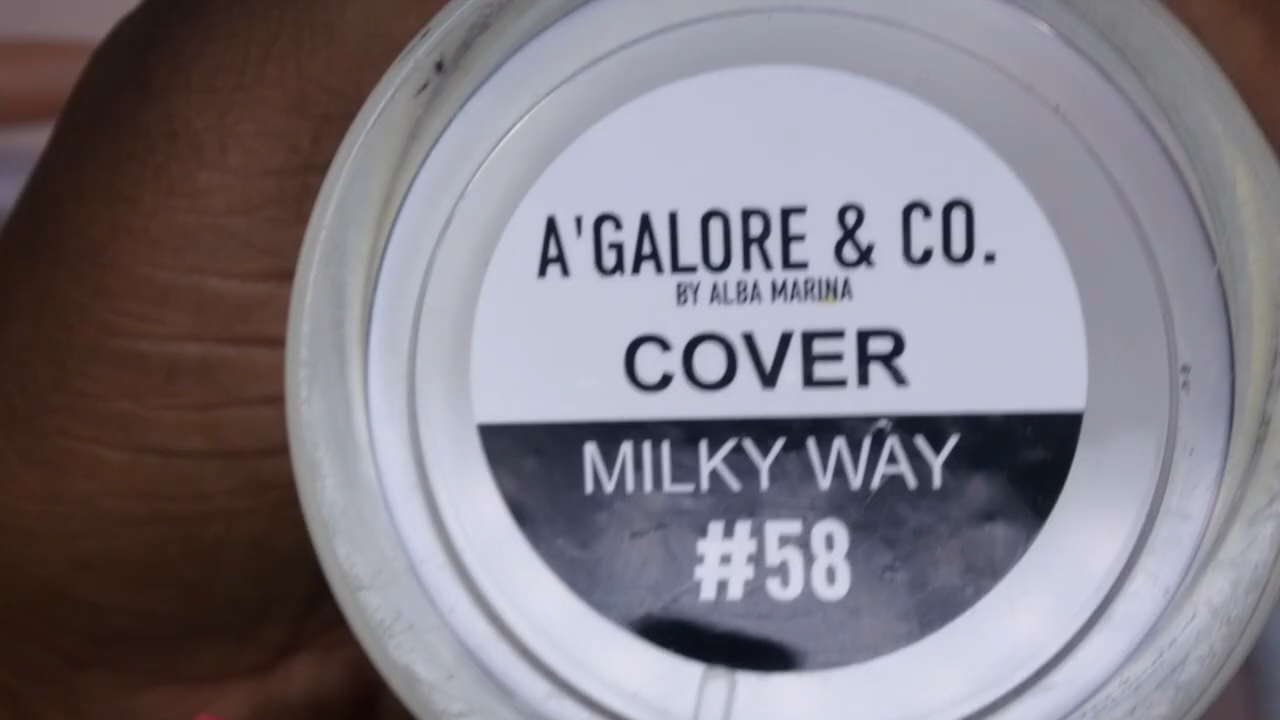 A'GALORE & CO.
BY ALBA MARINA
COVER
MILKY WAY
#58